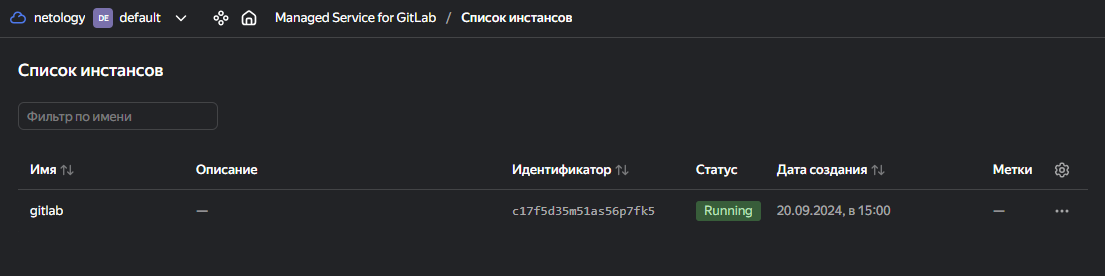 netology DE default Managed Service for GitLab / Список инстансов
Список инстансов
Фильтр по имени
Имя Описание Идентификатор Статус Дата создания Метки
gitlab — c17f5d35m51as56p7fk5 Running 20.09.2024, в 15:00 —